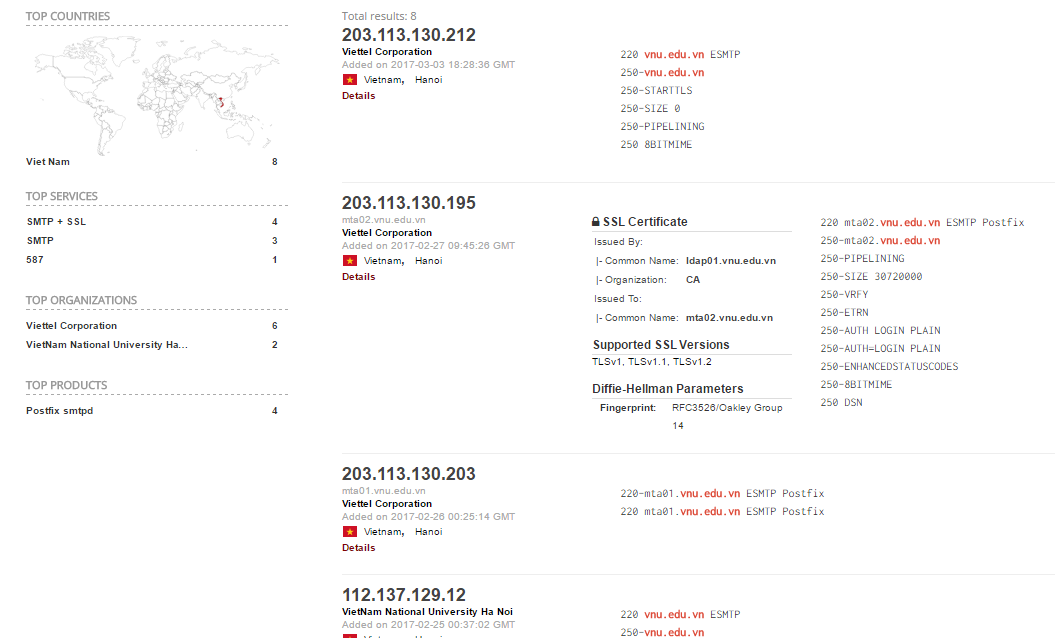 TOP COUNTRIES
Viet Nam 8
TOP SERVICES
SMTP + SSL 4
SMTP 3
587 1
TOP ORGANIZATIONS
Viettel Corporation 6
VietNam National University Ha... 2
TOP PRODUCTS
Postfix smtpd 4
Total results: 8
203.113.130.212
Viettel Corporation
Added on 2017-03-03 18:28:36 GMT
Vietnam, Hanoi
Details
220 vnu.edu.vn ESMTP
250-vnu.edu.vn
250-STARTTLS
250-SIZE 0
250-PIPELINING
250 8BITMIME
203.113.130.195
mta02.vnu.edu.vn
Viettel Corporation
Added on 2017-02-27 09:45:26 GMT
Vietnam, Hanoi
Details
SSL Certificate
Issued By:
|- Common Name: ldap01.vnu.edu.vn
|- Organization: CA
Issued To:
|- Common Name: mta02.vnu.edu.vn
Supported SSL Versions
TLSv1, TLSv1.1, TLSv1.2
Diffie-Hellman Parameters
Fingerprint: RFC3526/Oakley Group
14
220 mta02.vnu.edu.vn ESMTP Postfix
250-mta02.vnu.edu.vn
250-PIPELINING
250-SIZE 30720000
250-VRFY
250-ETRN
250-AUTH LOGIN PLAIN
250-AUTH=LOGIN PLAIN
250-ENHANCEDSTATUSCODES
250-8BITMIME
250 DSN
203.113.130.203
mta01.vnu.edu.vn
Viettel Corporation
Added on 2017-02-26 00:25:14 GMT
Vietnam, Hanoi
Details
220-mta01.vnu.edu.vn ESMTP Postfix
220 mta01.vnu.edu.vn ESMTP Postfix
112.137.129.12
VietNam National University Ha Noi
Added on 2017-02-25 00:37:02 GMT
220 vnu.edu.vn ESMTP
250-vnu.edu.vn